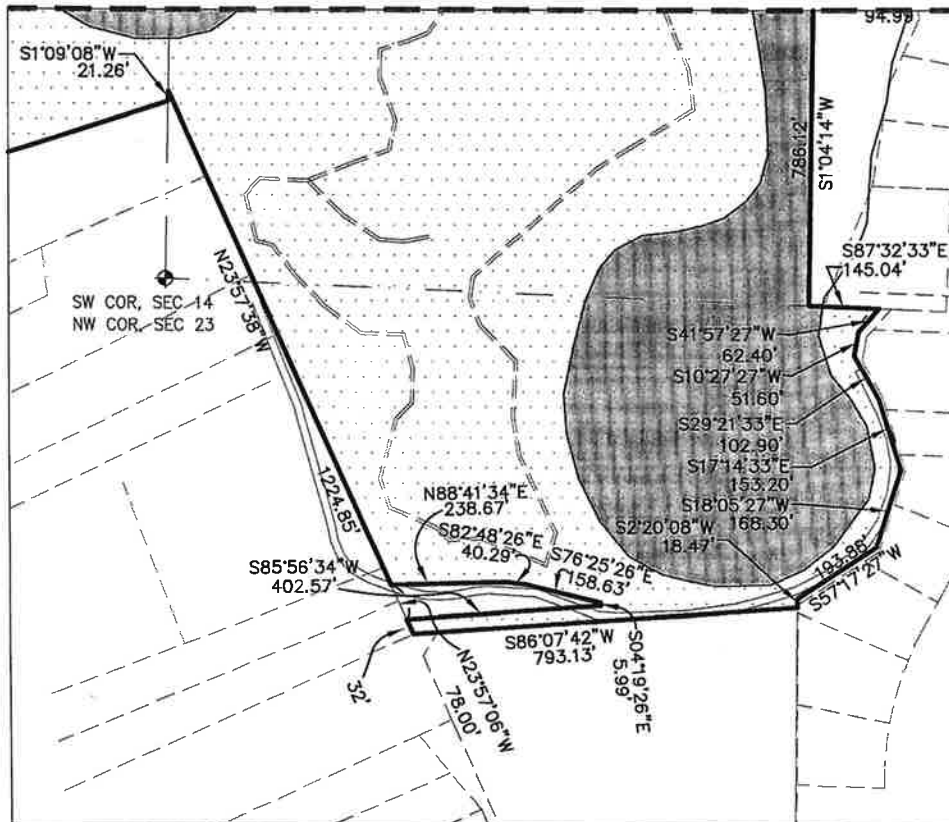 94.99
S1°09'08"W
21.26'
786.12'
S1°04'14"W
S87°32'33"E
145.04'
SW COR, SEC 14
NW COR, SEC 23
N23°57'38"W
1224.85'
S41°57'27"W
62.40'
S10°27'27"W
51.60'
S29°21'33"E
102.90'
S17°14'33"E
153.20'
S18°05'27"W
168.30'
S2°20'08"W
18.47'
193.86'
S57°17'27"W
N88°41'34"E
238.67'
S82°48'26"E
40.29'
S76°25'26"E
158.63'
S85°56'34"W
402.57'
S86°07'42"W
793.13'
S04°19'26"E
5.99'
32'
N23°57'06"W
78.00'